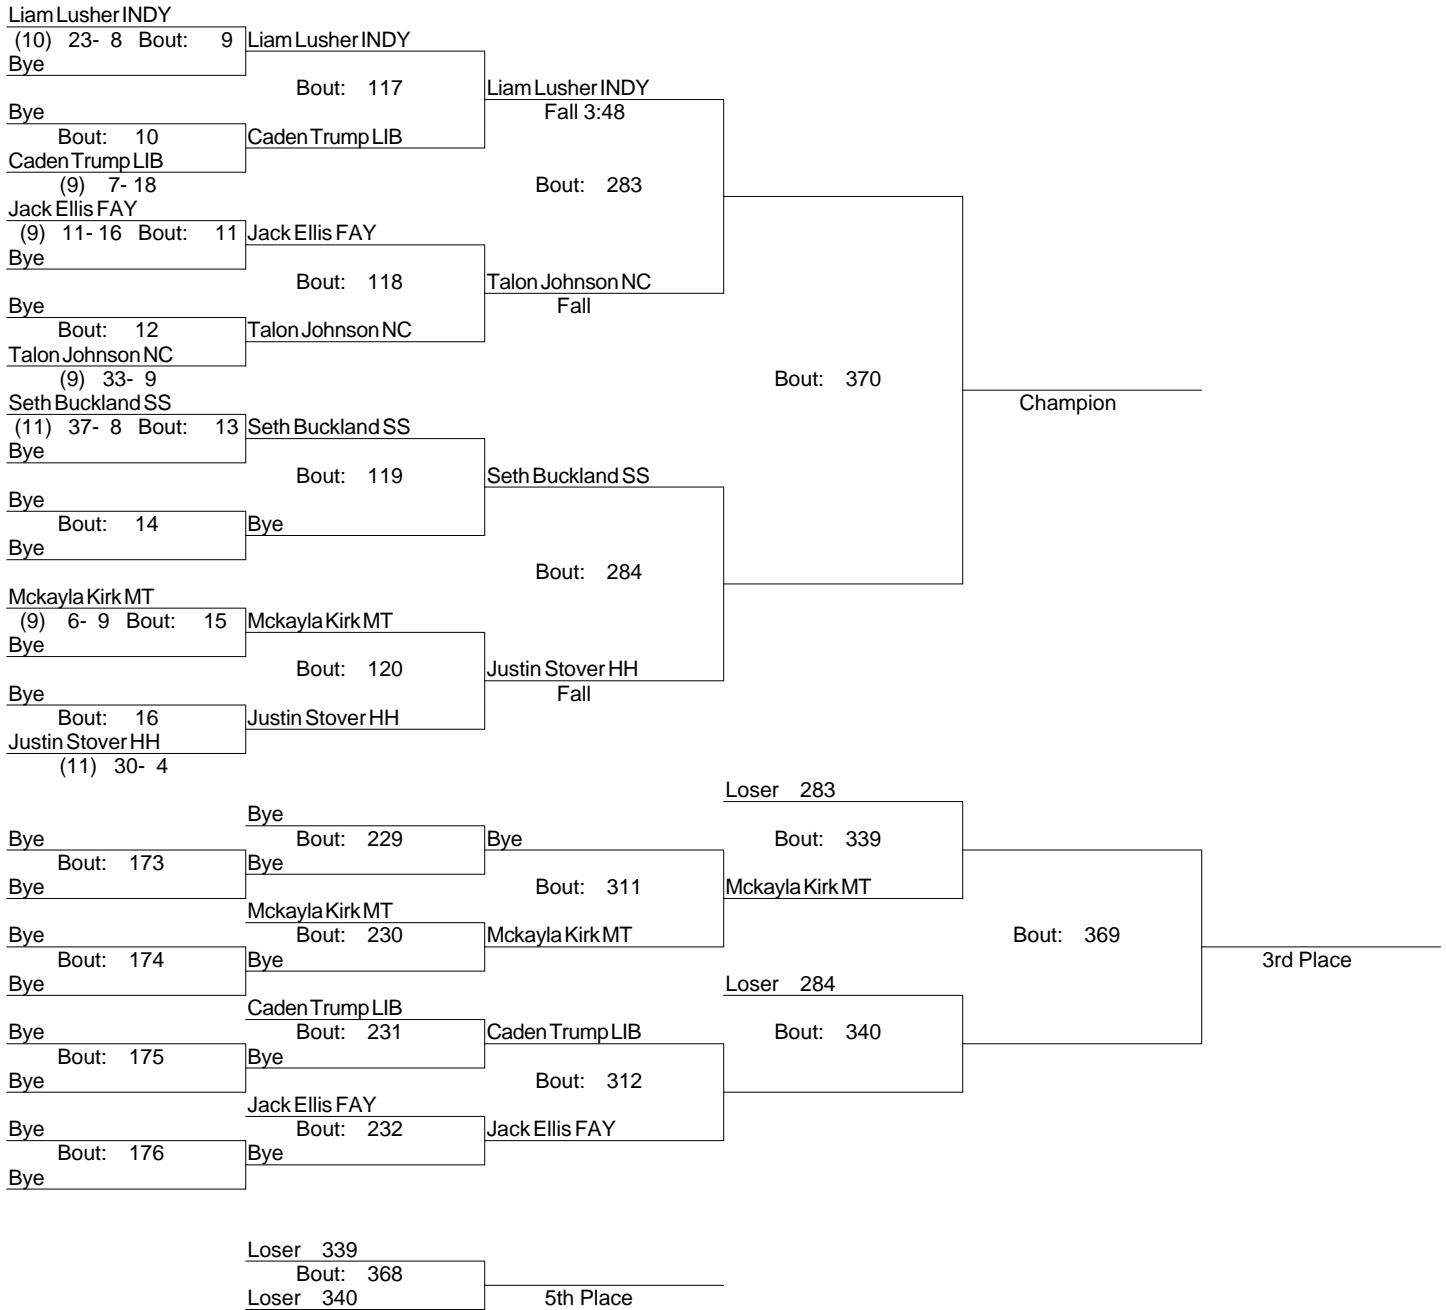 Liam Lusher INDY
(10) 23- 8 Bout: 9 Liam Lusher INDY
Bye
Bout: 117 Liam Lusher INDY
Bye Fall 3:48
Bout: 10 Caden Trump LIB
Caden Trump LIB
(9) 7- 18 Bout: 283
Jack Ellis FAY
(9) 11- 16 Bout: 11 Jack Ellis FAY
Bye
Bout: 118 Talon Johnson NC
Bye Fall
Bout: 12 Talon Johnson NC
Talon Johnson NC
(9) 33- 9 Bout: 370
Seth Buckland SS Champion
(11) 37- 8 Bout: 13 Seth Buckland SS
Bye
Bout: 119 Seth Buckland SS
Bye
Bout: 14 Bye
Bye
Bout: 284
Mckayla Kirk MT
(9) 6- 9 Bout: 15 Mckayla Kirk MT
Bye
Bout: 120 Justin Stover HH
Bye Fall
Bout: 16 Justin Stover HH
Justin Stover HH
(11) 30- 4
Loser 283
Bye
Bye Bout: 229 Bye Bout: 339
Bout: 173 Bye
Bye Bout: 311 Mckayla Kirk MT
Mckayla Kirk MT
Bye Bout: 230 Mckayla Kirk MT Bout: 369
Bout: 174 Bye 3rd Place
Bye Loser 284
Caden Trump LIB
Bye Bout: 231 Caden Trump LIB Bout: 340
Bout: 175 Bye
Bye Bout: 312
Jack Ellis FAY
Bye Bout: 232 Jack Ellis FAY
Bout: 176 Bye
Bye
Loser 339
Bout: 368
Loser 340 5th Place